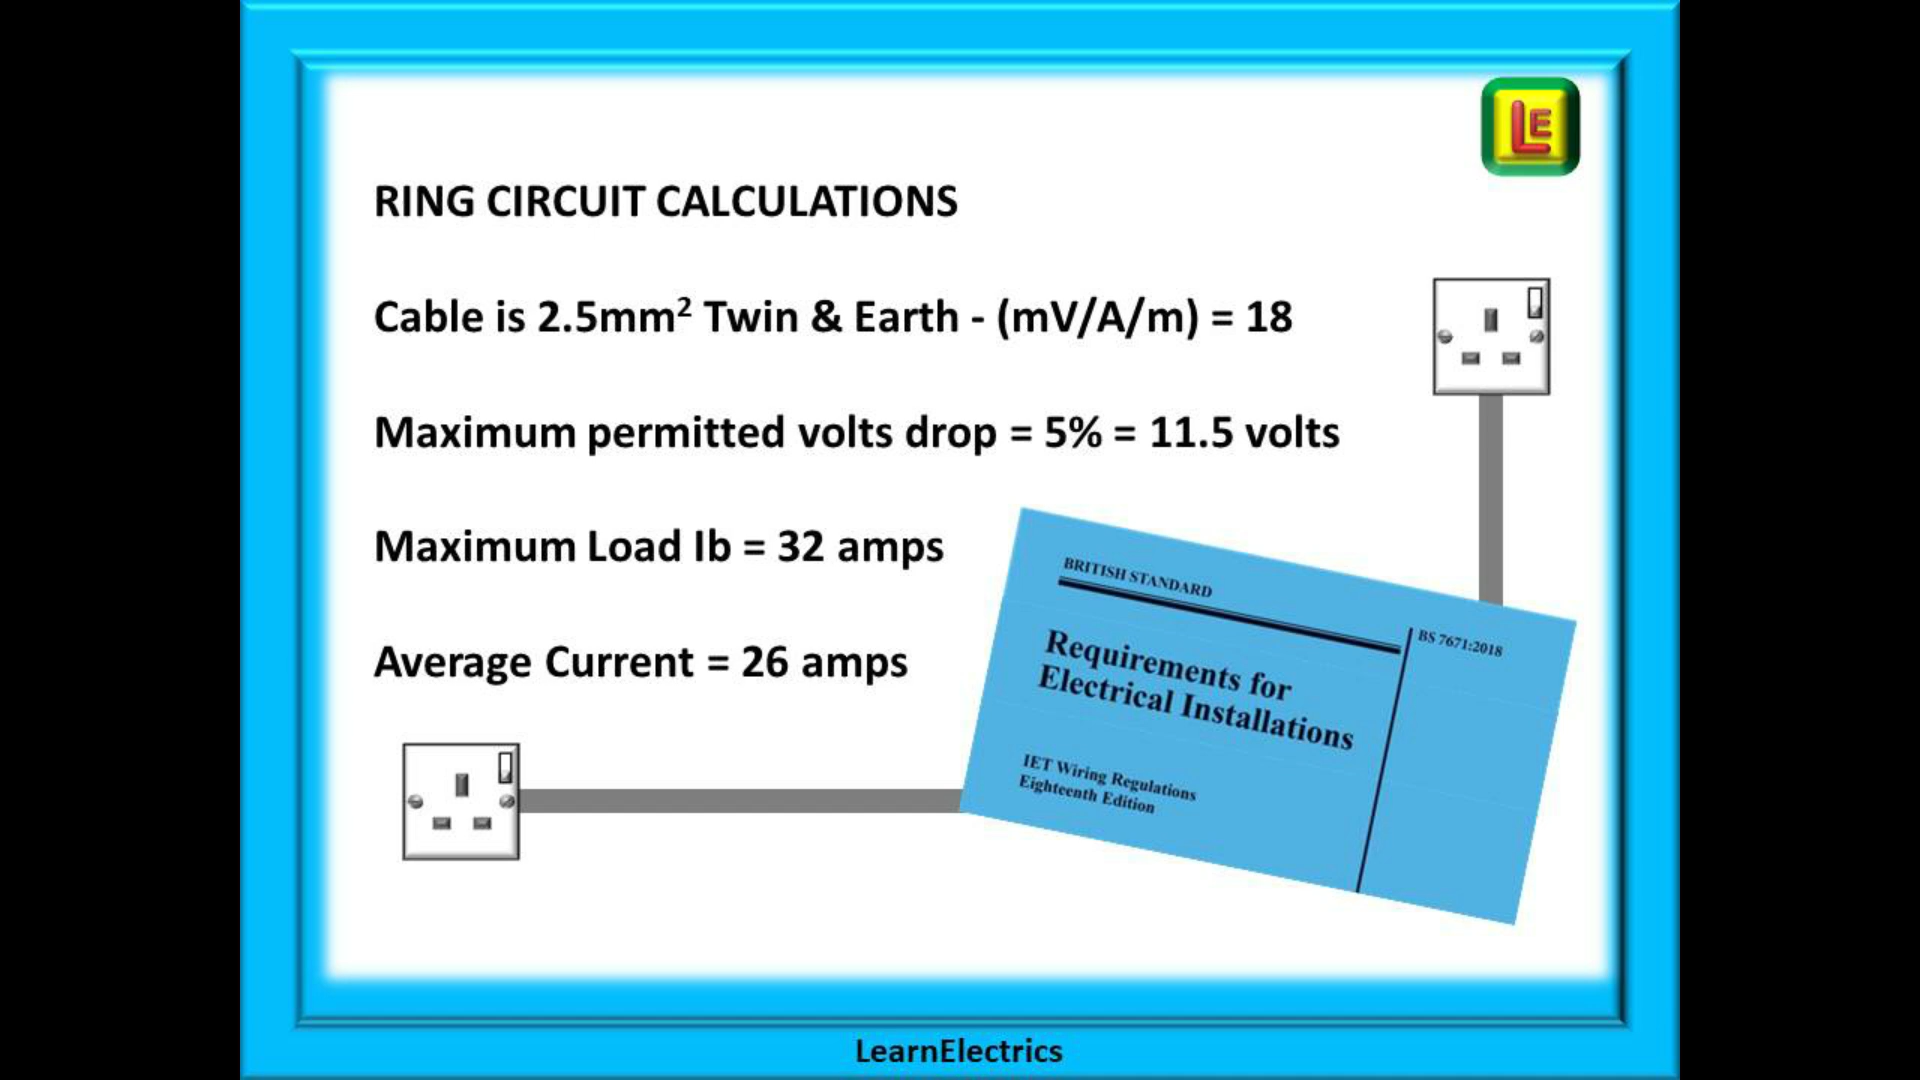 LE
RING CIRCUIT CALCULATIONS
Cable is 2.5mm² Twin & Earth - (mV/A/m) = 18
Maximum permitted volts drop = 5% = 11.5 volts
Maximum Load Ib = 32 amps
Average Current = 26 amps
BRITISH STANDARD
BS 7671:2018
Requirements for
Electrical Installations
IET Wiring Regulations
Eighteenth Edition
LearnElectrics